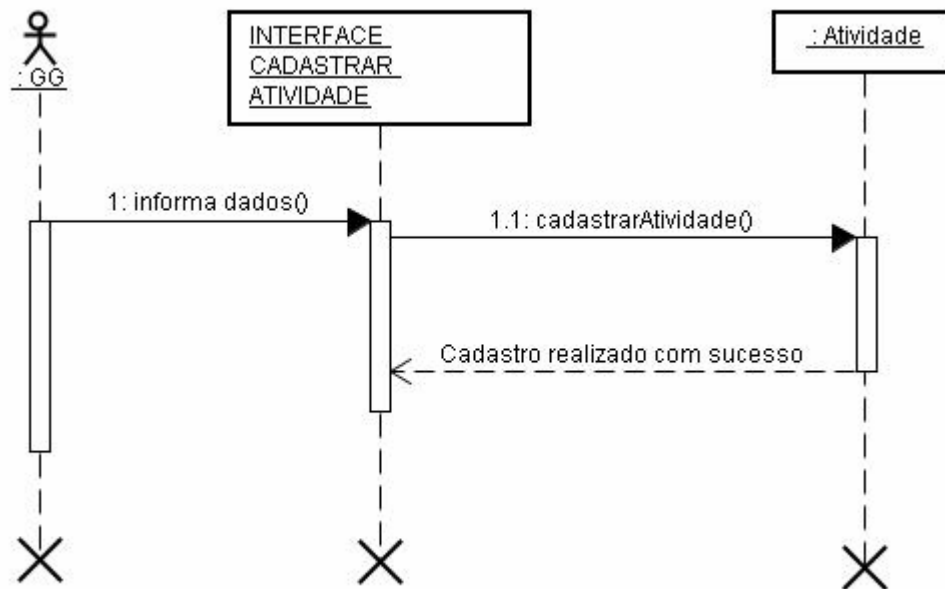 : GG
INTERFACE
CADASTRAR
ATIVIDADE
: Atividade
1: informa dados()
1.1: cadastrarAtividade()
Cadastro realizado com sucesso